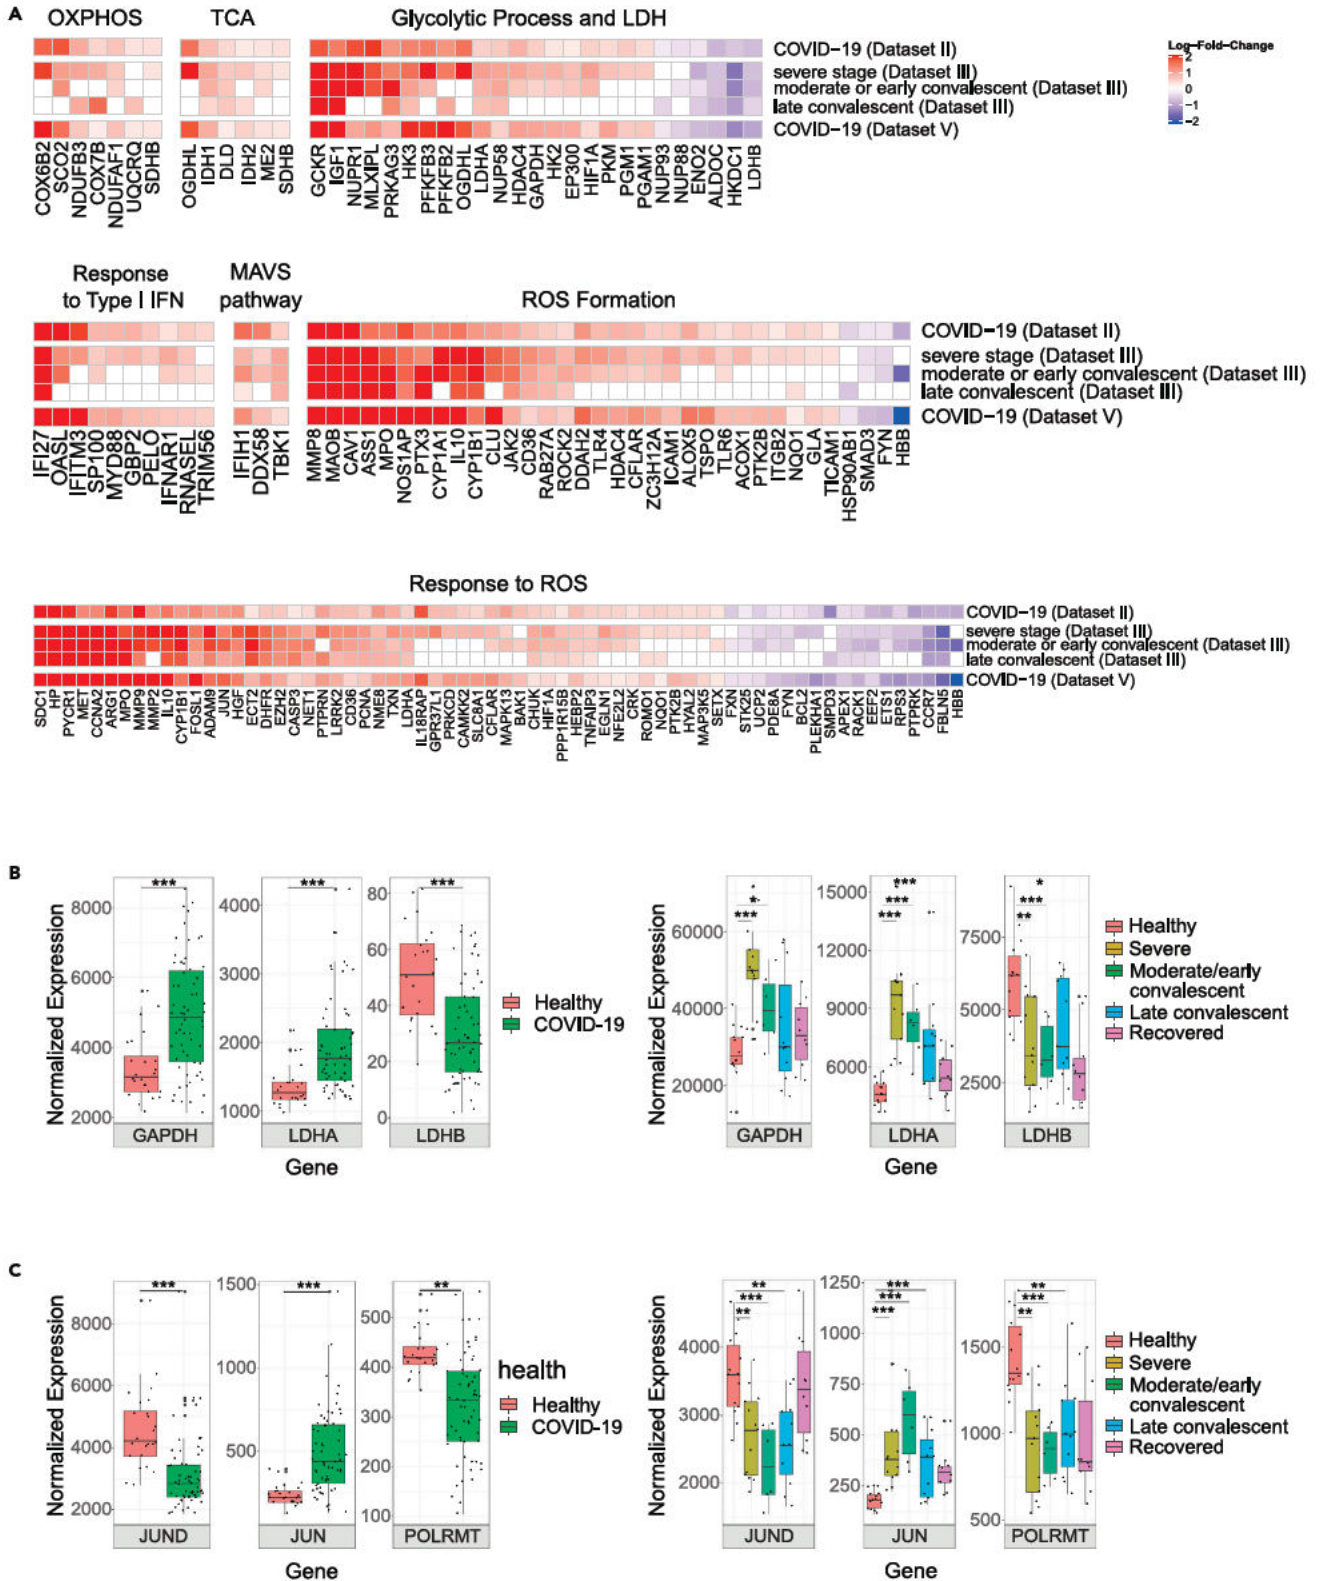 A
OXPHOS
TCA
Glycolytic Process and LDH
COVID-19 (Dataset II)
severe stage (Dataset III)
moderate or early convalescent (Dataset III)
late convalescent (Dataset III)
COVID-19 (Dataset V)
Log-Fold-Change
2
1
0
-1
-2
COX6B2 SCO2 NDUFB3 COX7B NDUFAF1 UQCRQ SDHB
OGDHL IDH1 DLD IDH2 ME2 SDHB
GCKR IGF1 NUPR1 MLXIPL PRKAG3 HK3 PFKFB3 PFKFB2 OGDHL LDHA NUP58 HDAC4 GAPDH HK2 EP300 HIF1A PKM PGM1 PGAM1 NUP93 NUP88 ENO2 ALDOC HKDC1 LDHB
Response
to Type I IFN
MAVS
pathway
ROS Formation
COVID-19 (Dataset II)
severe stage (Dataset III)
moderate or early convalescent (Dataset III)
late convalescent (Dataset III)
COVID-19 (Dataset V)
IFI27 OASL IFITM3 SP100 MYD88 GBP2 PELO IFNAR1 RNASEL TRIM56
IFIH1 DDX58 TBK1
MMP8 MAOB CAV1 ASS1 MPO NOS1AP PTX3 CYP1A1 IL10 CYP1B1 CLU JAK2 CD36 RAB27A ROCK2 DDAH2 TLR4 HDAC4 CFLAR ZC3H12A ICAM1 ALOX5 TSPO TLR6 ACOX1 PTK2B ITGB2 NQO1 GLA TICAM1 HSP90AB1 SMAD3 FYN HBB
Response to ROS
COVID-19 (Dataset II)
severe stage (Dataset III)
moderate or early convalescent (Dataset III)
late convalescent (Dataset III)
COVID-19 (Dataset V)
SDC1 HP PYCR1 MET CCNA2 ARG1 MPO MMP9 MMP2 IL10 CYP1B1 FOSL1 ADAM9 JUN HGF ECT2 DHFR EZH2 CASP3 NET1 PTPRN LRRK2 CD36 PCNA NME8 TXN LDHA IL18RAP GPR37L1 PRKCD CAMKK2 SLC8A1 CFLAR MAPK13 BAK1 CHUK HIF1A PPP1R15B HEBP2 TNFAIP3 EGLN1 NFE2L2 CRK ROMO1 NQO1 PTK2B HYAL2 MAP3K5 SETX FXN STK25 UCP2 PDE8A FYN BCL2 PLEKHA1 SMPD3 APEX1 RACK1 EEF2 ETS1 RPS3 PTPRK CCR7 FBLN5 HBB
B
Normalized Expression
8000
6000
4000
2000
***
GAPDH
4000
3000
2000
1000
***
LDHA
80
60
40
20
0
***
LDHB
Gene
Healthy
COVID-19
Normalized Expression
60000
40000
20000
*
***
GAPDH
15000
12000
9000
6000
***
***
***
LDHA
7500
5000
2500
*
***
**
LDHB
Gene
Healthy
Severe
Moderate/early
convalescent
Late convalescent
Recovered
C
Normalized Expression
8000
6000
4000
2000
***
JUND
1500
1000
500
***
JUN
500
400
300
200
100
**
POLRMT
Gene
health
Healthy
COVID-19
Normalized Expression
4000
3000
2000
**
***
**
JUND
1250
1000
750
500
250
***
***
***
JUN
1500
1000
500
**
***
**
POLRMT
Gene
Healthy
Severe
Moderate/early
convalescent
Late convalescent
Recovered